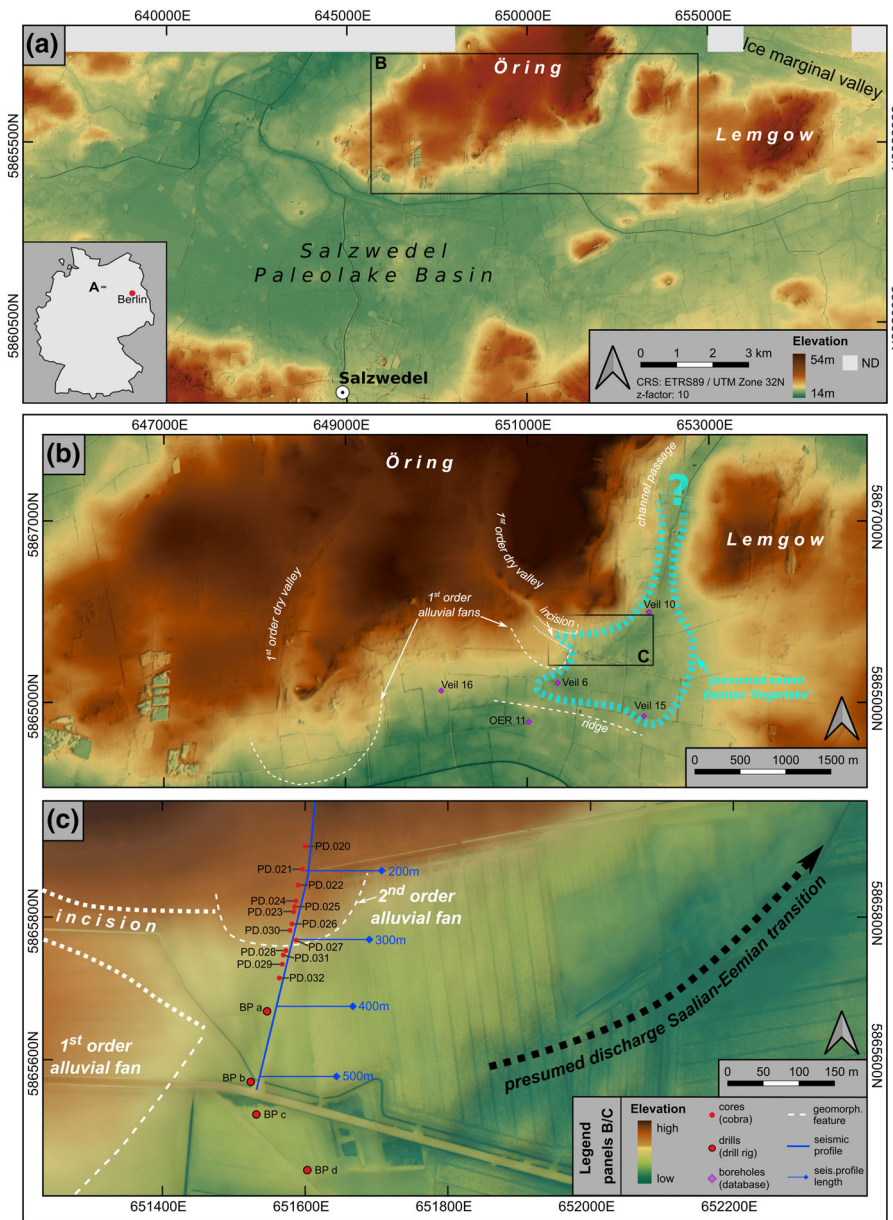 640000E 645000E 650000E 655000E
(a)
B
Öring
Ice marginal valley
Lemgow
5865500N
5860500N
Salzwedel
Paleolake Basin
A
Berlin
Salzwedel
0 1 2 3 km
CRS: ETRS89 / UTM Zone 32N
z-factor: 10
Elevation
54m
14m
ND
647000E 649000E 651000E 653000E
(b)
Öring
channel passage
?
5867000N
5867000N
Lemgow
1st order dry valley
1st order dry valley
1st order
alluvial fans
incision
Veil 10
C
Veil 16
Veil 6
presumed extent
Eemian 'fingerlake'
5865000N
5865000N
Veil 15
OER 11
ridge
0 500 1000 1500 m
(c)
PD.020
PD.021
200m
PD.022
PD.024
PD.025
PD.023
2nd order
alluvial fan
5865800N
5865800N
incision
PD.026
PD.030
PD.027
300m
PD.028
PD.031
PD.029
PD.032
400m
BP a
presumed discharge Saalian-Eemian transition
1st order
alluvial fan
5865600N
5865600N
500m
BP b
0 50 100 150 m
BP c
BP d
Legend
panels B/C
Elevation
high
low
cores
(cobra)
drills
(drill rig)
boreholes
(database)
geomorph.
feature
seismic
profile
seis.profile
length
651400E 651600E 651800E 652000E 652200E